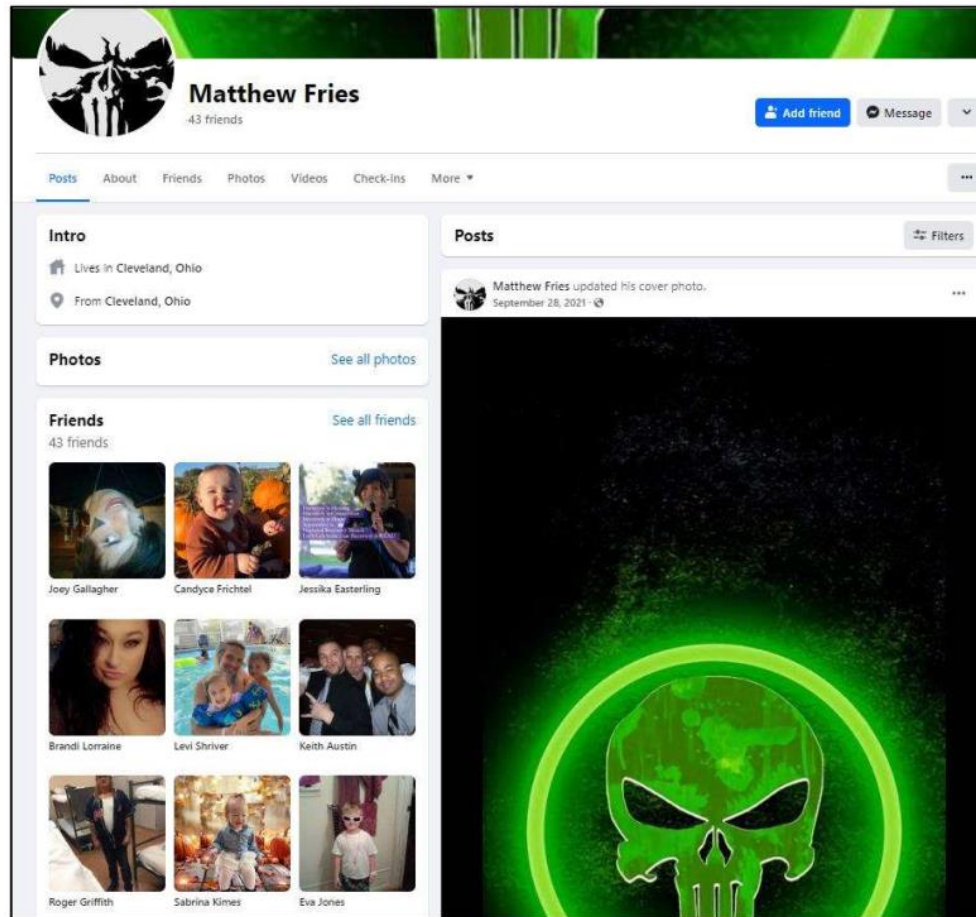 Matthew Fries
43 friends
Add friend
Message
Posts
About
Friends
Photos
Videos
Check-ins
More
Intro
Lives in Cleveland, Ohio
From Cleveland, Ohio
Photos
See all photos
Friends
See all friends
43 friends
Joey Gallagher
Candyce Frichtel
Jessika Easterling
Brandi Lorraine
Levi Shriver
Keith Austin
Roger Griffith
Sabrina Kimes
Eva Jones
Posts
Filters
Matthew Fries updated his cover photo.
September 28, 2021 ·